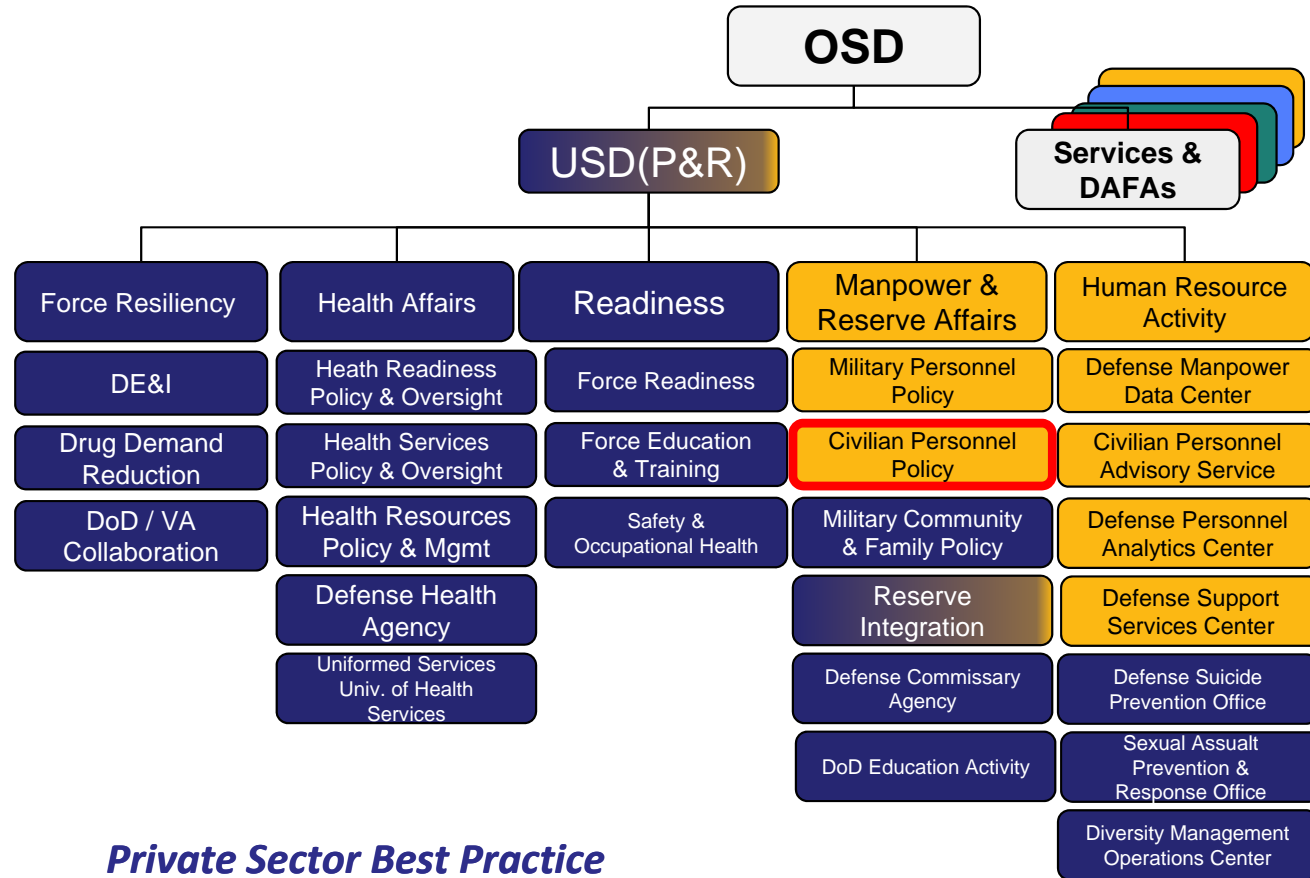 OSD
Services &
DAFAs
USD(P&R)
Force Resiliency
Health Affairs
Readiness
Manpower &
Reserve Affairs
Human Resource
Activity
DE&I
Heath Readiness
Policy & Oversight
Force Readiness
Military Personnel
Policy
Defense Manpower
Data Center
Drug Demand
Reduction
Health Services
Policy & Oversight
Force Education
& Training
Civilian Personnel
Policy
Civilian Personnel
Advisory Service
DoD / VA
Collaboration
Health Resources
Policy & Mgmt
Safety &
Occupational Health
Military Community
& Family Policy
Defense Personnel
Analytics Center
Defense Health
Agency
Reserve
Integration
Defense Support
Services Center
Uniformed Services
Univ. of Health
Services
Defense Commissary
Agency
Defense Suicide
Prevention Office
DoD Education Activity
Sexual Assualt
Prevention &
Response Office
Diversity Management
Operations Center
Private Sector Best Practice